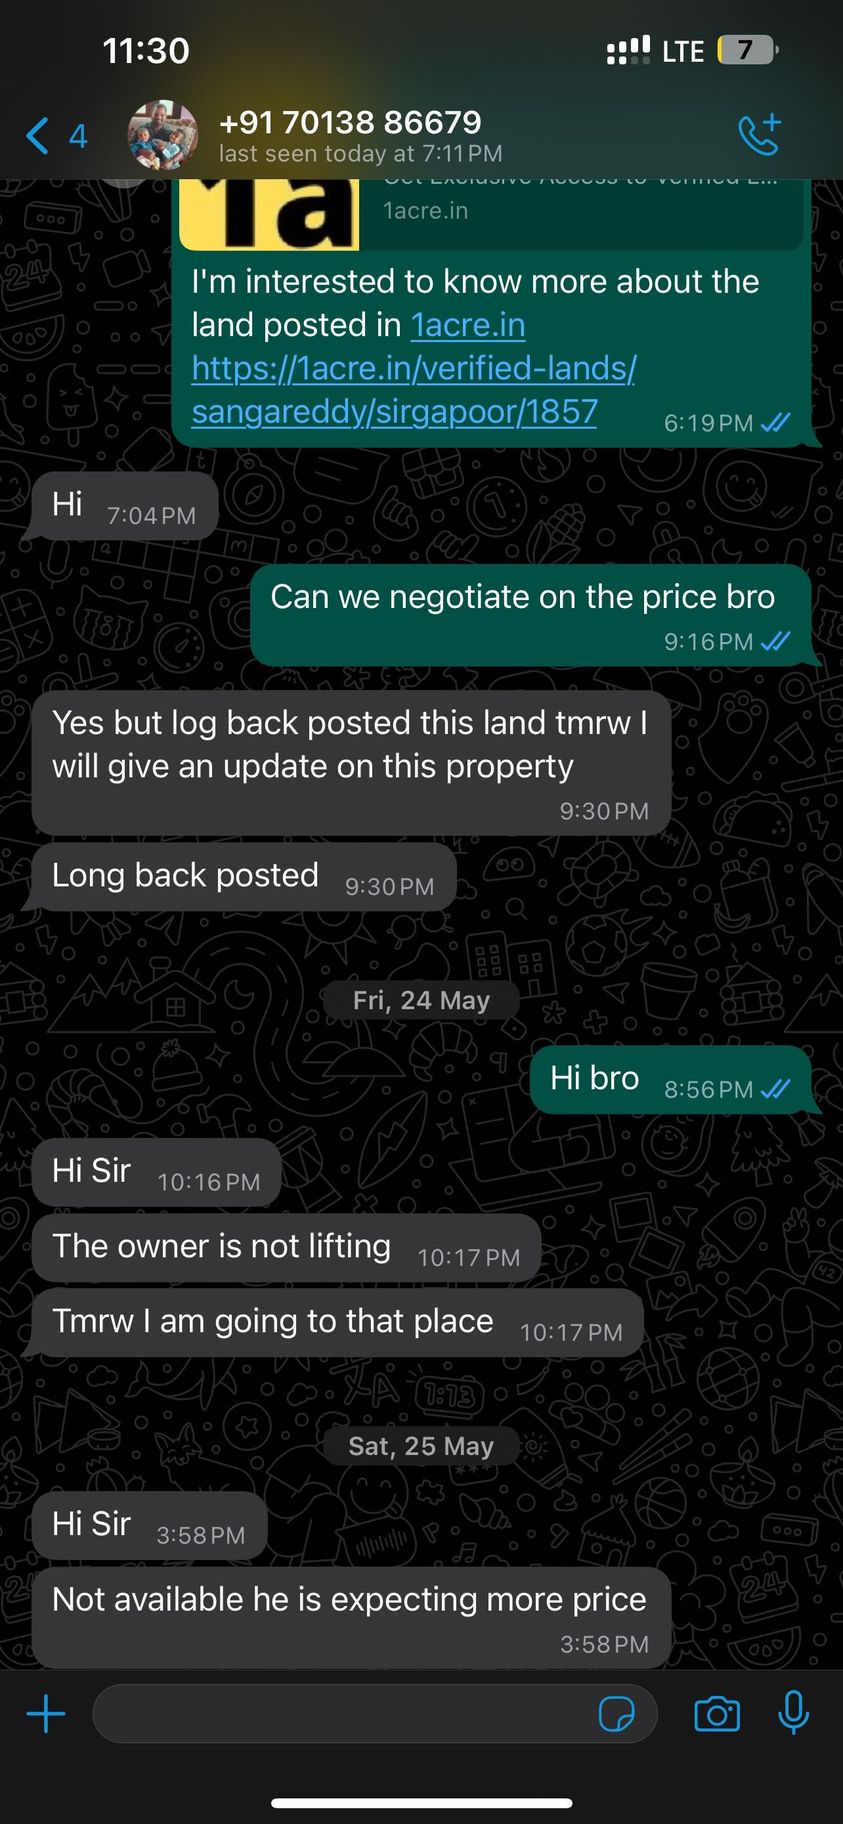 11:30
LTE 7
4
+91 70138 86679
last seen today at 7:11 PM
1a
Get Exclusive Access to Verified L...
1acre.in
I'm interested to know more about the
land posted in 1acre.in
https://1acre.in/verified-lands/
sangareddy/sirgapoor/1857
6:19 PM
Hi 7:04 PM
Can we negotiate on the price bro
9:16 PM
Yes but log back posted this land tmrw I
will give an update on this property
9:30 PM
Long back posted 9:30 PM
Fri, 24 May
Hi bro 8:56 PM
Hi Sir 10:16 PM
The owner is not lifting 10:17 PM
Tmrw I am going to that place 10:17 PM
Sat, 25 May
Hi Sir 3:58 PM
Not available he is expecting more price
3:58 PM